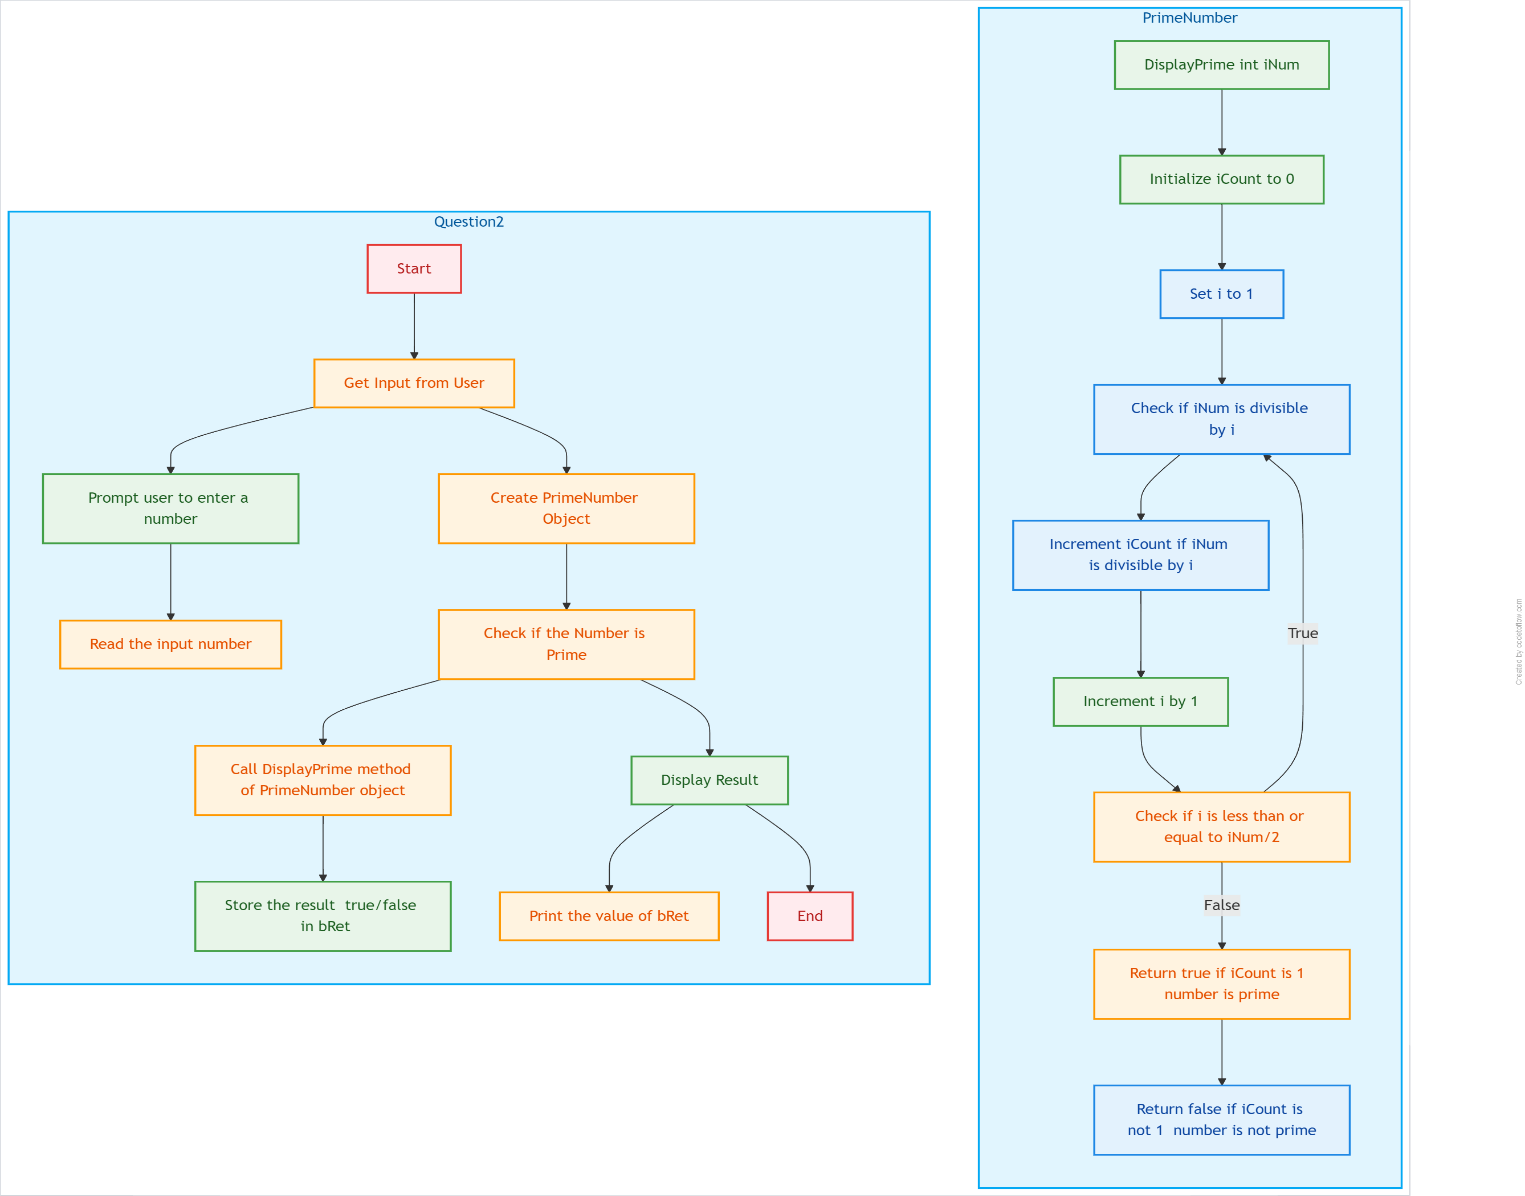 Question2
Start
Get Input from User
Prompt user to enter a
number
Create PrimeNumber
Object
Read the input number
Check if the Number is
Prime
Call DisplayPrime method
of PrimeNumber object
Display Result
Store the result  true/false
in bRet
Print the value of bRet
End
PrimeNumber
DisplayPrime int iNum
Initialize iCount to 0
Set i to 1
Check if iNum is divisible
by i
Increment iCount if iNum
is divisible by i
True
Increment i by 1
Check if i is less than or
equal to iNum/2
False
Return true if iCount is 1
number is prime
Return false if iCount is
not 1  number is not prime
Created by